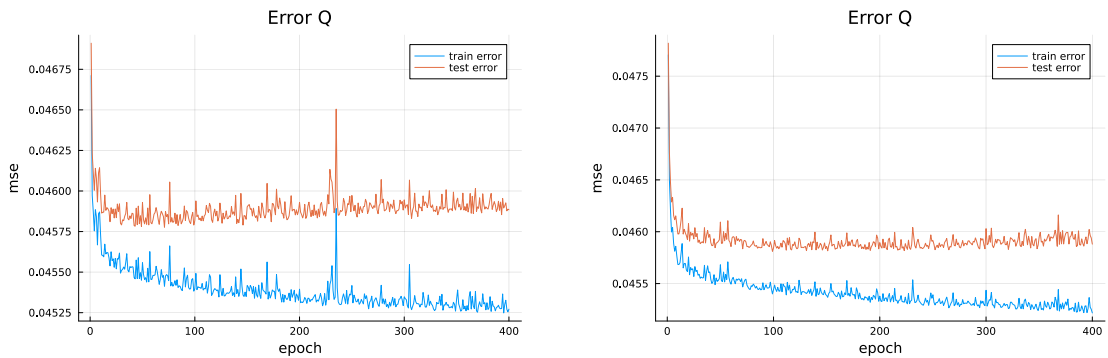 Error Q
0.04675
0.04650
0.04625
0.04600
0.04575
0.04550
0.04525
mse
train error
test error
0
100
200
300
400
epoch
Error Q
0.0475
0.0470
0.0465
0.0460
0.0455
mse
train error
test error
0
100
200
300
400
epoch